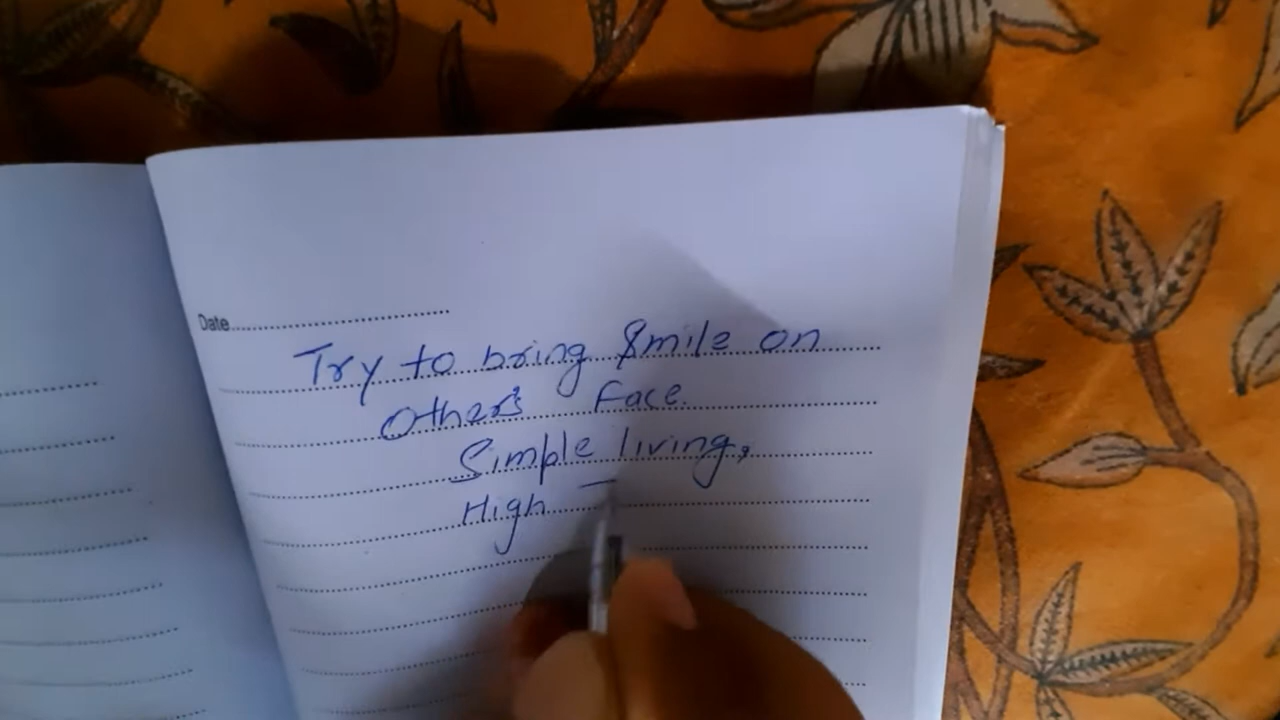 Date
Try to bring Smile on
Others Face.
Simple living,
High